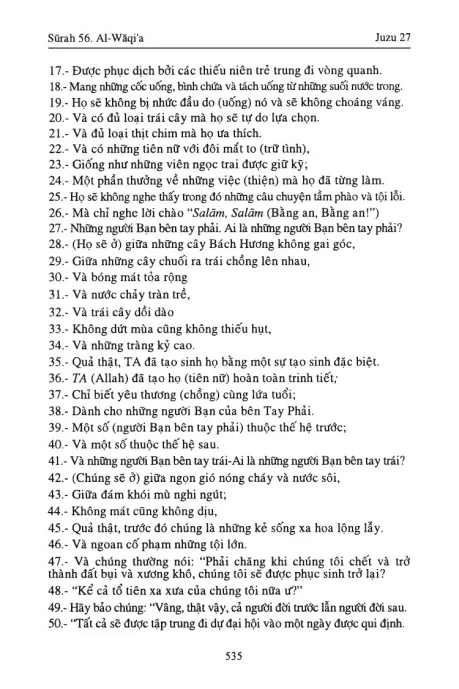 Sūrah 56. Al-Wāqi'a
Juzu 27
17.- Được phục dịch bởi các thiếu niên trẻ trung đi vòng quanh.
18.- Mang những cốc uống, bình chứa và tách uống từ những suối nước trong.
19.- Họ sẽ không bị nhức đầu do (uống) nó và sẽ không choáng váng.
20.- Và có đủ loại trái cây mà họ sẽ tự do lựa chọn.
21.- Và đủ loại thịt chim mà họ ưa thích.
22.- Và có những tiên nữ với đôi mắt to (trữ tình),
23.- Giống như những viên ngọc trai được giữ kỹ;
24.- Một phần thưởng về những việc (thiện) mà họ đã từng làm.
25.- Họ sẽ không nghe thấy trong đó những câu chuyện tầm phào và tội lỗi.
26.- Mà chỉ nghe lời chào “Salām, Salām (Bằng an, Bằng an!”)
27.- Những người Bạn bên tay phải. Ai là những người Bạn bên tay phải?
28.- (Họ sẽ ở) giữa những cây Bách Hương không gai góc,
29.- Giữa những cây chuối ra trái chồng lên nhau,
30.- Và bóng mát tỏa rộng
31.- Và nước chảy tràn trề,
32.- Và trái cây dồi dào
33.- Không dứt mùa cũng không thiếu hụt,
34.- Và những tràng kỷ cao.
35.- Quả thật, TA đã tạo sinh họ bằng một sự tạo sinh đặc biệt.
36.- TA (Allah) đã tạo họ (tiên nữ) hoàn toàn trinh tiết;
37.- Chỉ biết yêu thương (chồng) cùng lứa tuổi;
38.- Dành cho những người Bạn của bên Tay Phải.
39.- Một số (người Bạn bên tay phải) thuộc thế hệ trước;
40.- Và một số thuộc thế hệ sau.
41.- Và những người Bạn bên tay trái-Ai là những người Bạn bên tay trái?
42.- (Chúng sẽ ở) giữa ngọn gió nóng cháy và nước sôi,
43.- Giữa đám khói mù nghi ngút;
44.- Không mát cũng không dịu,
45.- Quả thật, trước đó chúng là những kẻ sống xa hoa lộng lẫy.
46.- Và ngoan cố phạm những tội lớn.
47.- Và chúng thường nói: “Phải chăng khi chúng tôi chết và trở
thành đất bụi và xương khô, chúng tôi sẽ được phục sinh trở lại?
48.- “Kể cả tổ tiên xa xưa của chúng tôi nữa ư?”
49.- Hãy bảo chúng: “Vâng, thật vậy, cả người đời trước lẫn người đời sau.
50.- “Tất cả sẽ được tập trung đi dự đại hội vào một ngày được qui định.
535